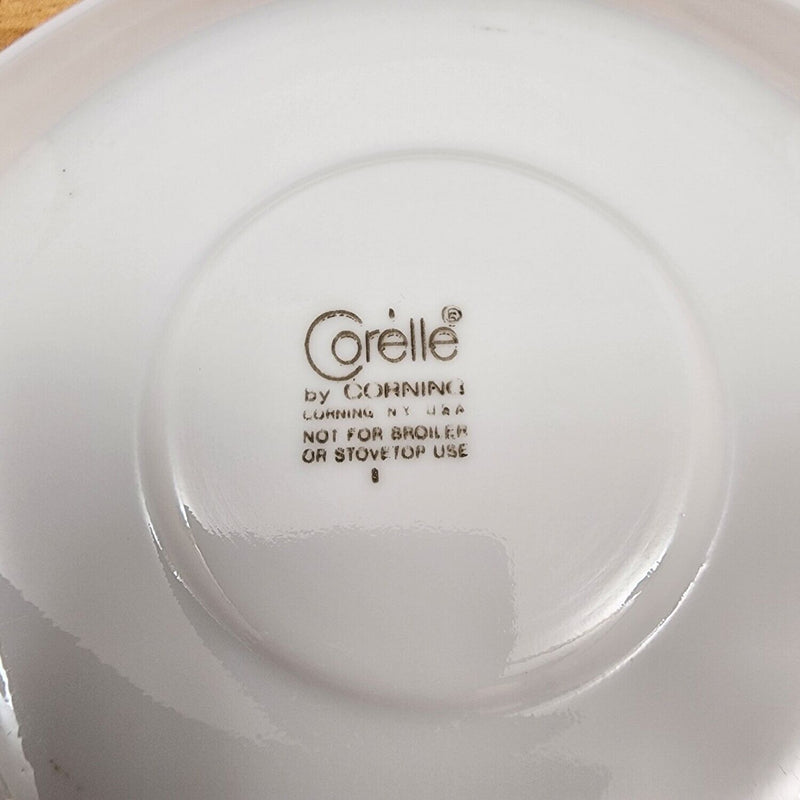 Corelle®
by CORNING
CORNING NY USA
NOT FOR BROILER
OR STOVETOP USE